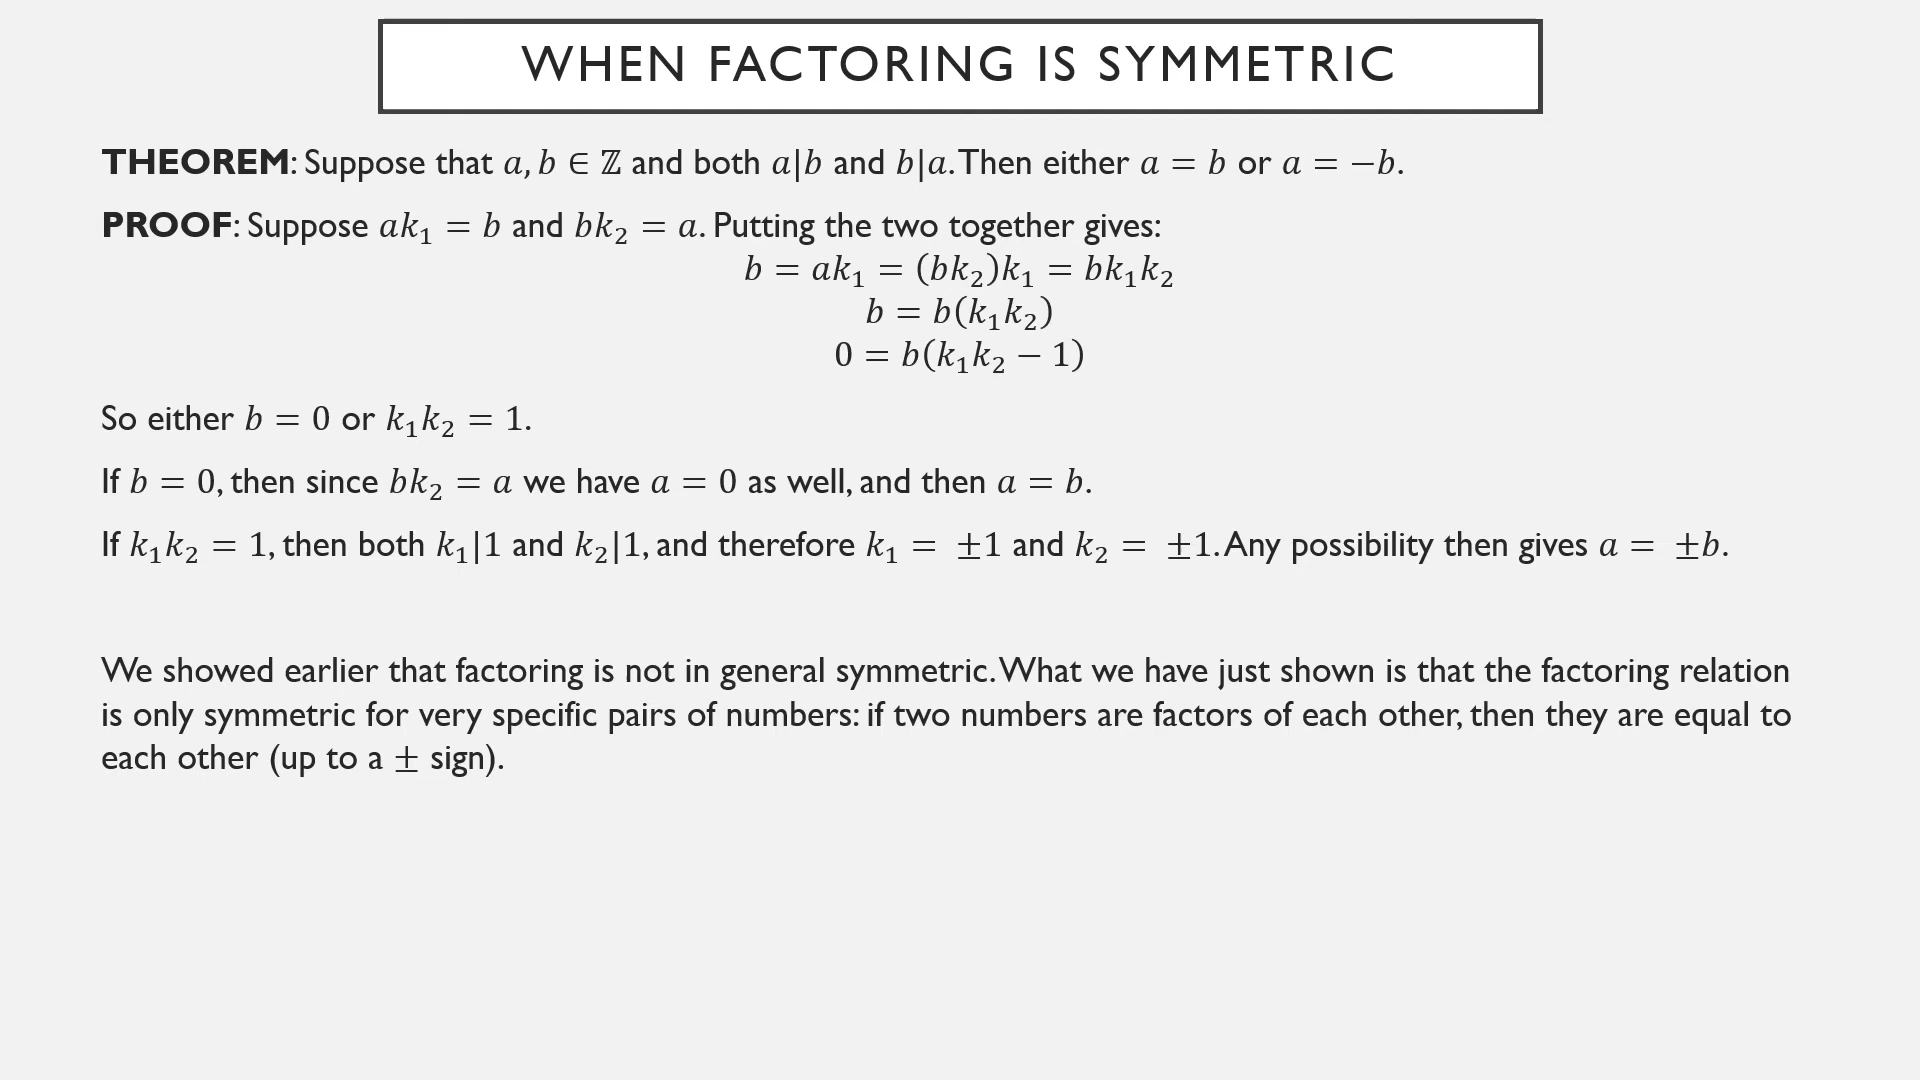 WHEN FACTORING IS SYMMETRIC
THEOREM: Suppose that a, b ∈ ℤ and both a|b and b|a. Then either a = b or a = −b.
PROOF: Suppose ak₁ = b and bk₂ = a. Putting the two together gives:
b = ak₁ = (bk₂)k₁ = bk₁k₂
b = b(k₁k₂)
0 = b(k₁k₂ − 1)
So either b = 0 or k₁k₂ = 1.
If b = 0, then since bk₂ = a we have a = 0 as well, and then a = b.
If k₁k₂ = 1, then both k₁|1 and k₂|1, and therefore k₁ = ±1 and k₂ = ±1. Any possibility then gives a = ±b.
We showed earlier that factoring is not in general symmetric. What we have just shown is that the factoring relation
is only symmetric for very specific pairs of numbers: if two numbers are factors of each other, then they are equal to
each other (up to a ± sign).